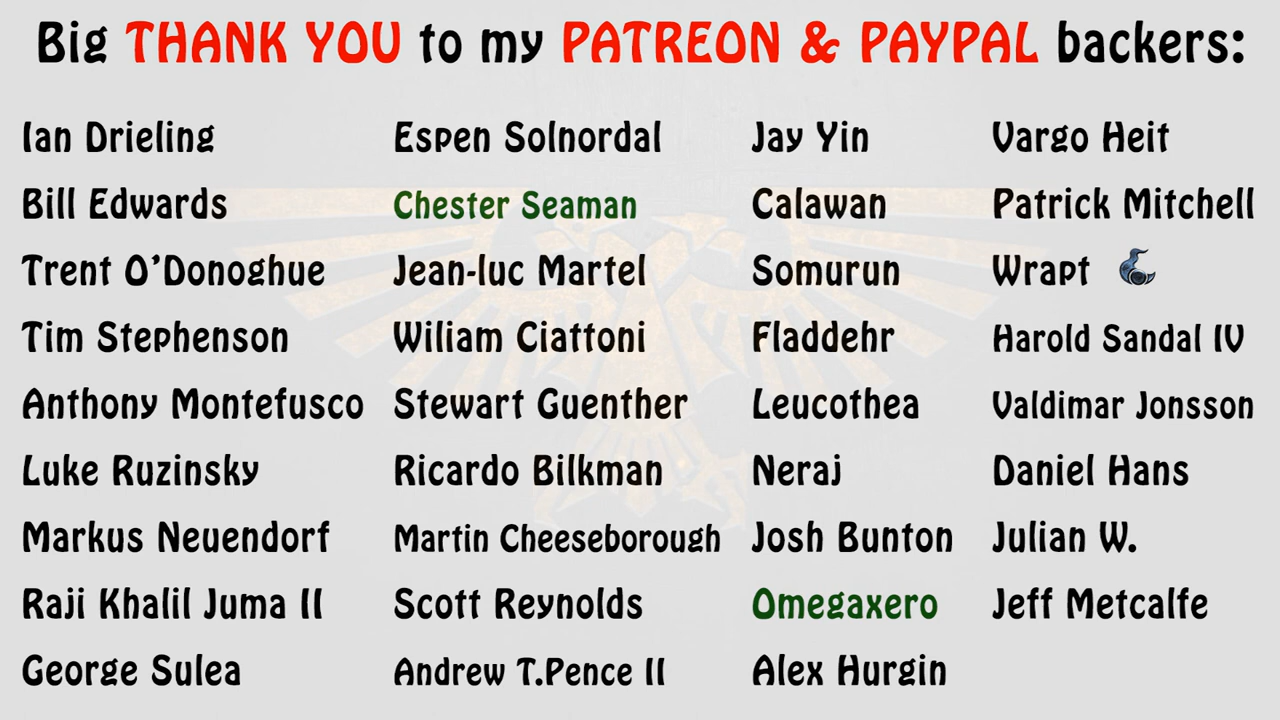 Big THANK YOU to my PATREON & PAYPAL backers:
Ian Drieling
Bill Edwards
Trent O'Donoghue
Tim Stephenson
Anthony Montefusco
Luke Ruzinsky
Markus Neuendorf
Raji Khalil Juma II
George Sulea
Espen Solnordal
Chester Seaman
Jean-luc Martel
Wiliam Ciattoni
Stewart Guenther
Ricardo Bilkman
Martin Cheeseborough
Scott Reynolds
Andrew T.Pence II
Jay Yin
Calawan
Somurun
Fladdehr
Leucothea
Neraj
Josh Bunton
Omegaxero
Alex Hurgin
Vargo Heit
Patrick Mitchell
Wrapt
Harold Sandal IV
Valdimar Jonsson
Daniel Hans
Julian W.
Jeff Metcalfe